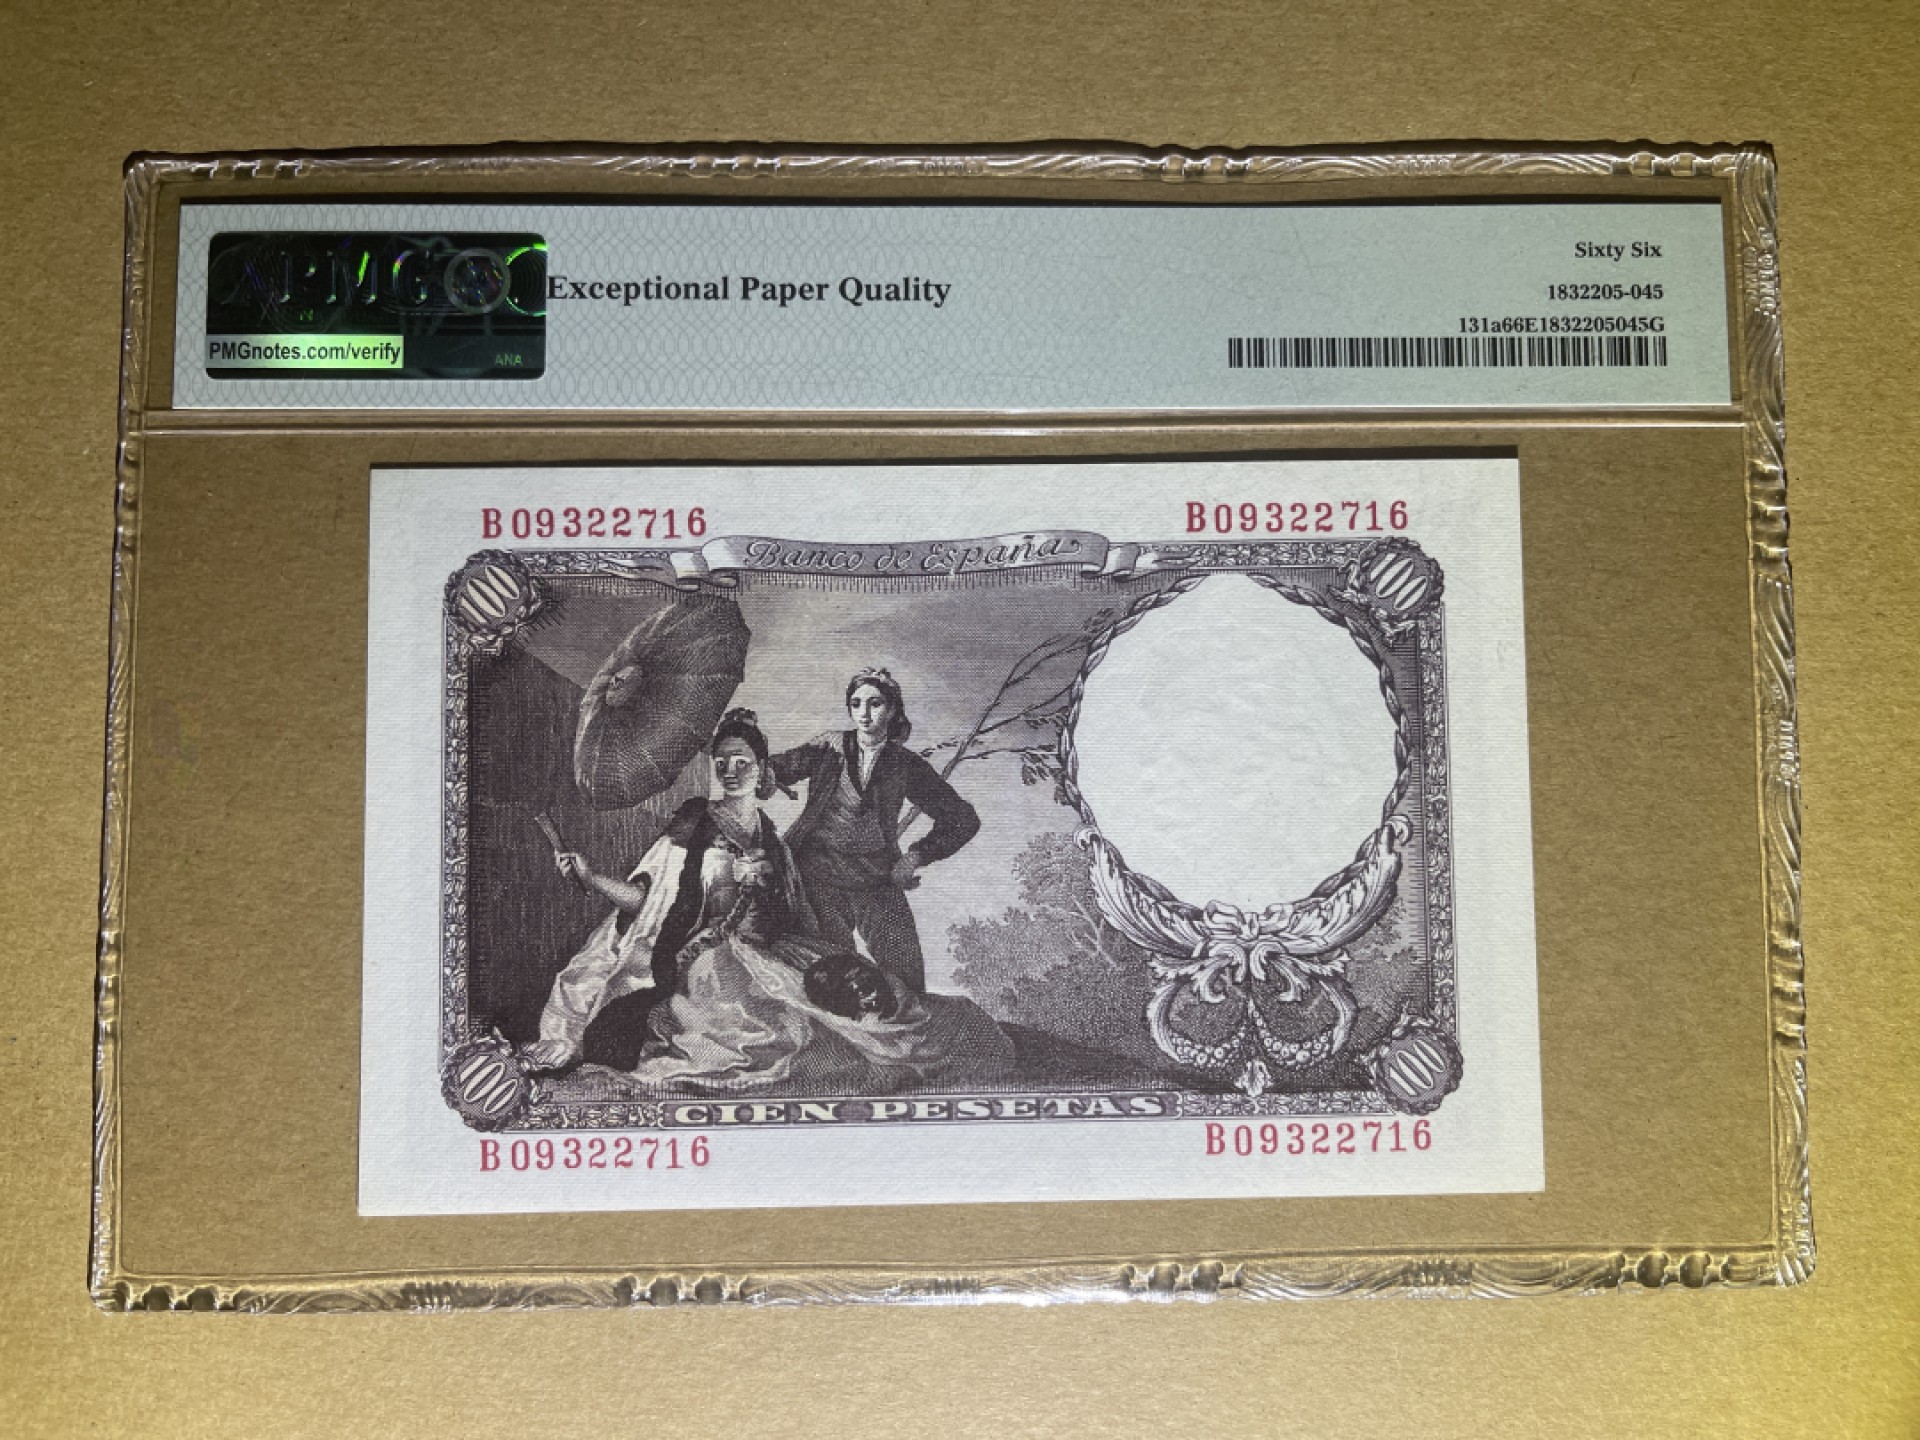 Sixty Six
PMG
Exceptional Paper Quality
1832205-045
131a66E1832205045G
PMGnotes.com/verify
ANA
B09322716 B09322716
Banco de España
100 100
100 100
CIEN PESETAS
B09322716 B09322716